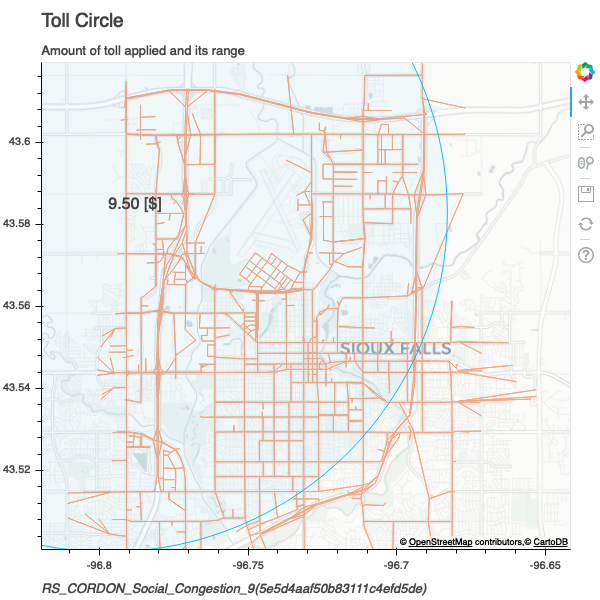 Toll Circle
Amount of toll applied and its range
43.6
9.50 [$]
43.58
43.56
SIOUX FALLS
43.54
43.52
© OpenStreetMap contributors,© CartoDB
-96.8
-96.75
-96.7
-96.65
RS_CORDON_Social_Congestion_9(5e5d4aaf50b83111c4efd5de)